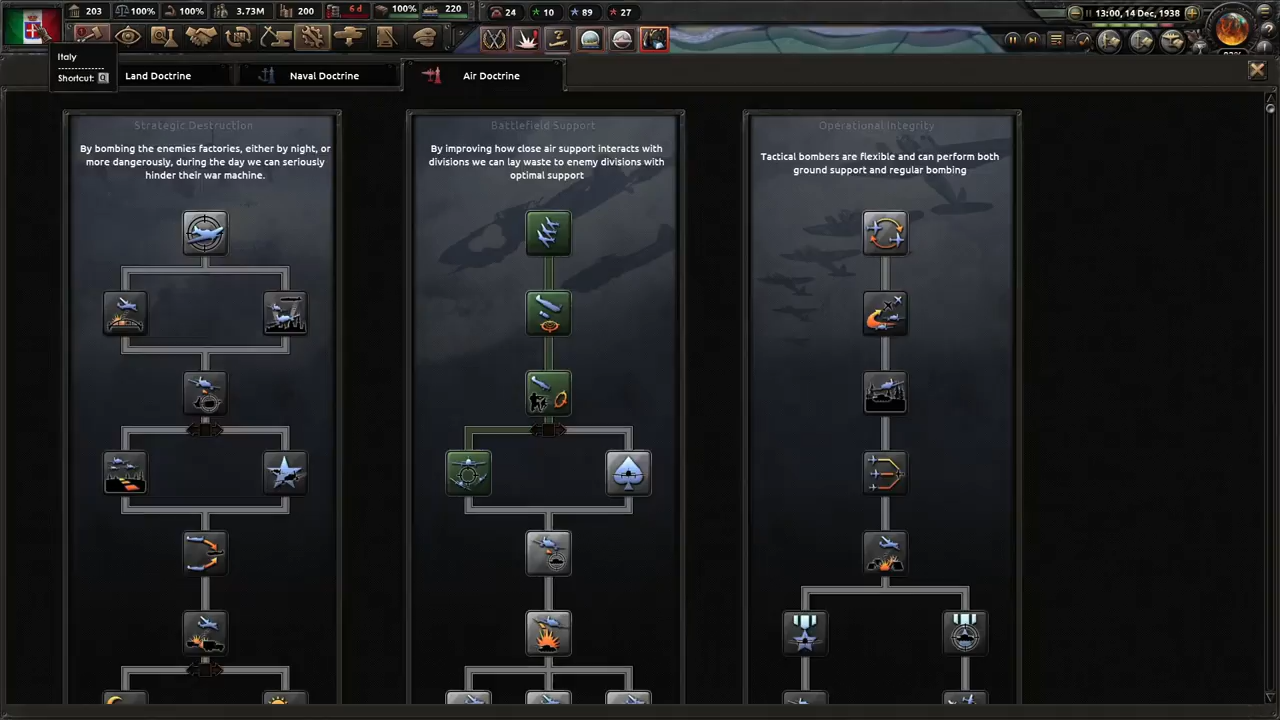 203 100% 100% 3.73M 200 6 d 100% 220 24 10 89 27 13:00, 14 Dec, 1938
Italy
Shortcut: Q
Land Doctrine Naval Doctrine Air Doctrine
Strategic Destruction
By bombing the enemies factories, either by night, or
more dangerously, during the day we can seriously
hinder their war machine.
Battlefield Support
By improving how close air support interacts with
divisions we can lay waste to enemy divisions with
optimal support
Operational Integrity
Tactical bombers are flexible and can perform both
ground support and regular bombing